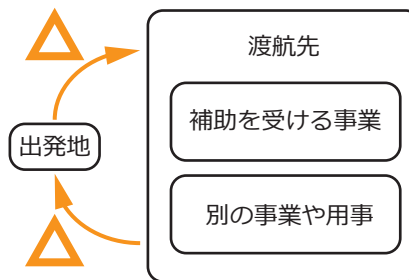 渡航先
補助を受ける事業
出発地
別の事業や用事